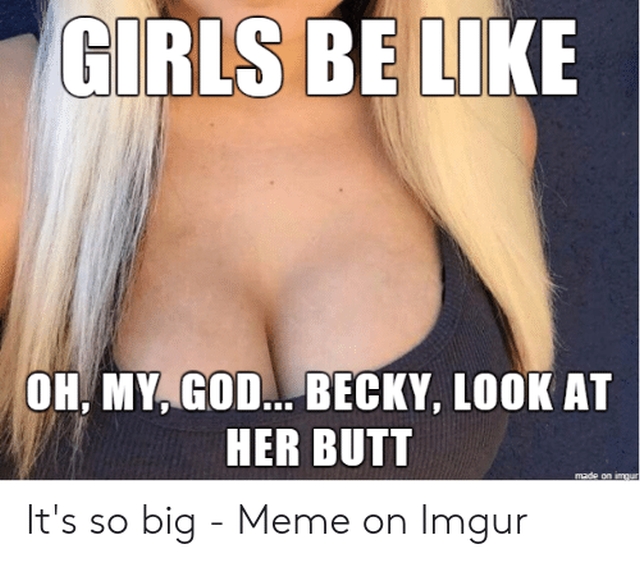 GIRLS BE LIKE
OH, MY, GOD... BECKY, LOOK AT
HER BUTT
made on imgur
It's so big - Meme on Imgur